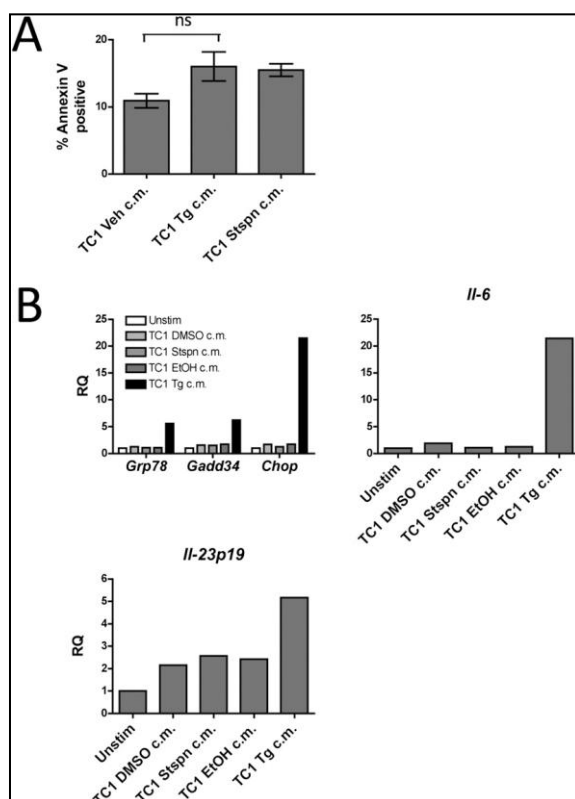 A
ns
% Annexin V
positive
20
10
0
TC1 Veh c.m.
TC1 Tg c.m.
TC1 Stspn c.m.
B
RQ
25
20
15
10
5
0
Unstim
TC1 DMSO c.m.
TC1 Stspn c.m.
TC1 EtOH c.m.
TC1 Tg c.m.
Grp78 Gadd34 Chop
Il-6
25
20
15
10
5
0
Unstim
TC1 DMSO c.m.
TC1 Stspn c.m.
TC1 EtOH c.m.
TC1 Tg c.m.
Il-23p19
RQ
6
5
4
3
2
1
0
Unstim
TC1 DMSO c.m.
TC1 Stspn c.m.
TC1 EtOH c.m.
TC1 Tg c.m.